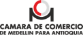 CAMARA DE COMERCIO
DE MEDELLIN PARA ANTIOQUIA